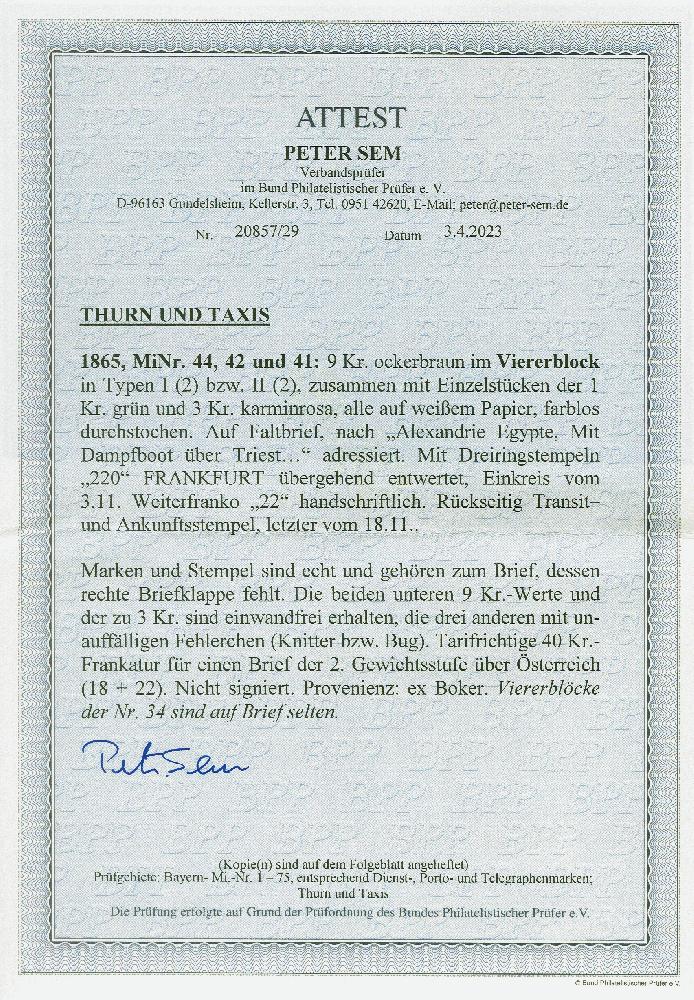 ATTEST
PETER SEM
Verbandsprüfer
im Bund Philatelistischer Prüfer e. V.
D-96163 Gundelsheim, Kellerstr. 3, Tel. 0951 42620, E-Mail: peter@peter-sem.de
Nr. 20857/29 Datum 3.4.2023
THURN UND TAXIS
1865, MiNr. 44, 42 und 41: 9 Kr. ockerbraun im Viererblock
in Typen I (2) bzw. II (2), zusammen mit Einzelstücken der 1
Kr. grün und 3 Kr. karminrosa, alle auf weißem Papier, farblos
durchstochen. Auf Faltbrief, nach „Alexandrie Egypte, Mit
Dampfboot über Triest...“ adressiert. Mit Dreiringstempeln
„220“ FRANKFURT übergehend entwertet, Einkreis vom
3.11. Weiterfranko „22“ handschriftlich. Rückseitig Transit-
und Ankunftsstempel, letzter vom 18.11..
Marken und Stempel sind echt und gehören zum Brief, dessen
rechte Briefklappe fehlt. Die beiden unteren 9 Kr.-Werte und
der zu 3 Kr. sind einwandfrei erhalten, die drei anderen mit un-
auffälligen Fehlerchen (Knitter bzw. Bug). Tarifrichtige 40 Kr.-
Frankatur für einen Brief der 2. Gewichtsstufe über Österreich
(18 + 22). Nicht signiert. Provenienz: ex Boker. Viererblöcke
der Nr. 34 sind auf Brief selten.
Peter Sem
(Kopie(n) sind auf dem Folgeblatt angeheftet)
Prüfgebiete: Bayern- Mi.-Nr. 1 – 75, entsprechend Dienst-, Porto- und Telegraphenmarken;
Thurn und Taxis
Die Prüfung erfolgte auf Grund der Prüfordnung des Bundes Philatelistischer Prüfer e.V.
© Bund Philatelistischer Prüfer e.V.